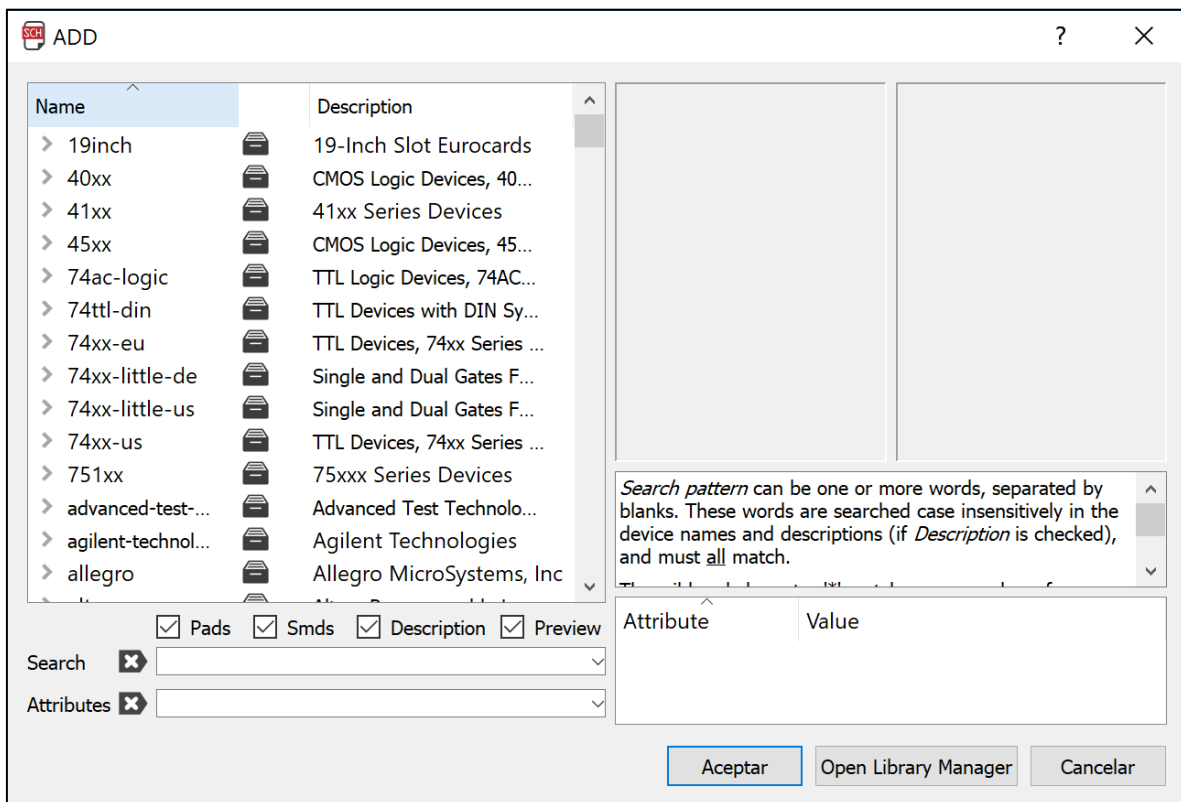 SCH ADD ?
Name Description
19inch 19-Inch Slot Eurocards
40xx CMOS Logic Devices, 40...
41xx 41xx Series Devices
45xx CMOS Logic Devices, 45...
74ac-logic TTL Logic Devices, 74AC...
74ttl-din TTL Devices with DIN Sy...
74xx-eu TTL Devices, 74xx Series ...
74xx-little-de Single and Dual Gates F...
74xx-little-us Single and Dual Gates F...
74xx-us TTL Devices, 74xx Series ...
751xx 75xxx Series Devices
advanced-test-... Advanced Test Technolo...
agilent-technol... Agilent Technologies
allegro Allegro MicroSystems, Inc
Pads Smds Description Preview
Search
Attributes
Search pattern can be one or more words, separated by
blanks. These words are searched case insensitively in the
device names and descriptions (if Description is checked),
and must all match.
Attribute Value
Aceptar Open Library Manager Cancelar